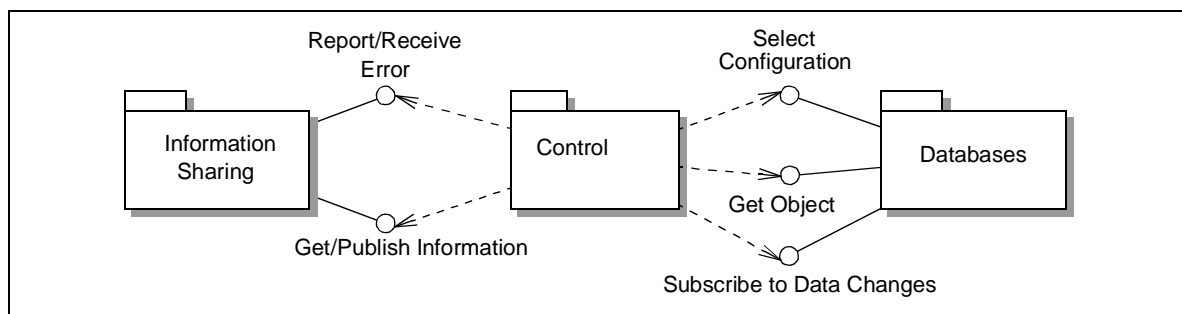 Report/Receive
Error
Select
Configuration
Information
Sharing
Control
Databases
Get Object
Get/Publish Information
Subscribe to Data Changes